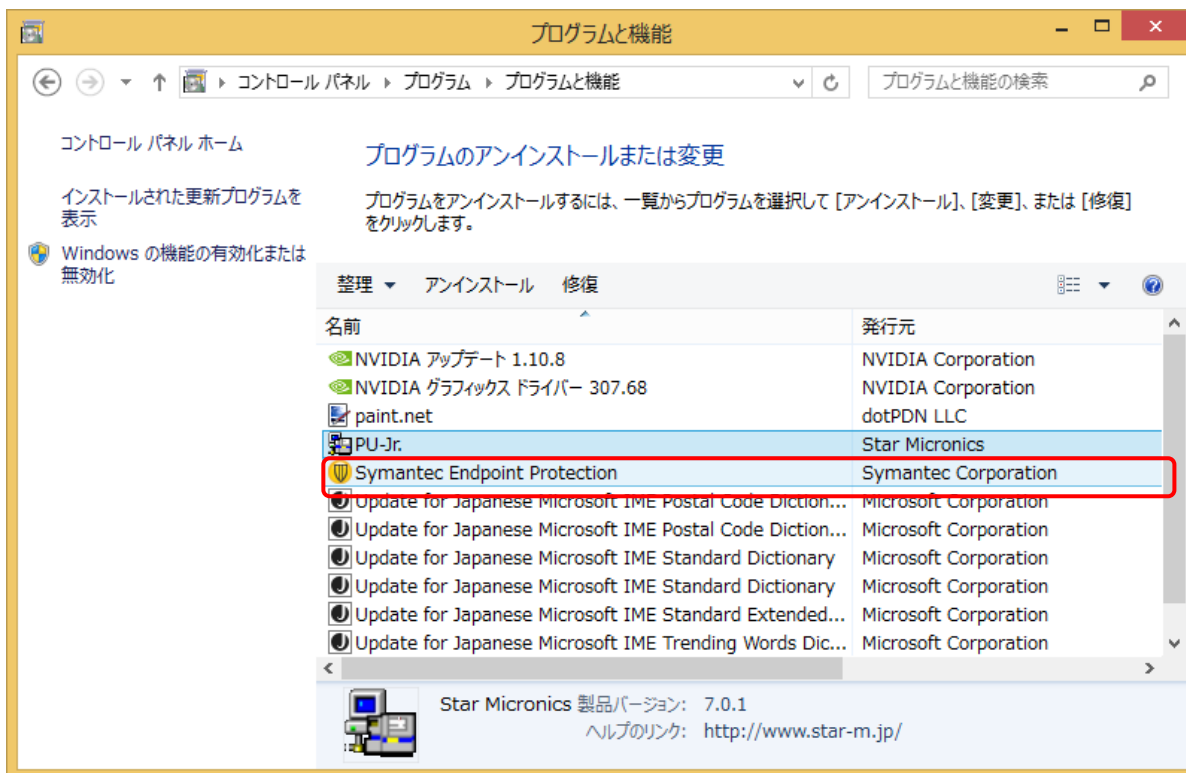 プログラムと機能
コントロール パネル ▸ プログラム ▸ プログラムと機能
プログラムと機能の検索
コントロール パネル ホーム
インストールされた更新プログラムを
表示
Windows の機能の有効化または
無効化
プログラムのアンインストールまたは変更
プログラムをアンインストールするには、一覧からプログラムを選択して [アンインストール]、[変更]、または [修復]
をクリックします。
整理 アンインストール 修復
名前 発行元
NVIDIA アップデート 1.10.8 NVIDIA Corporation
NVIDIA グラフィックス ドライバー 307.68 NVIDIA Corporation
paint.net dotPDN LLC
PU-Jr. Star Micronics
Symantec Endpoint Protection Symantec Corporation
Update for Japanese Microsoft IME Postal Code Diction... Microsoft Corporation
Update for Japanese Microsoft IME Postal Code Diction... Microsoft Corporation
Update for Japanese Microsoft IME Standard Dictionary Microsoft Corporation
Update for Japanese Microsoft IME Standard Dictionary Microsoft Corporation
Update for Japanese Microsoft IME Standard Extended... Microsoft Corporation
Update for Japanese Microsoft IME Trending Words Dic... Microsoft Corporation
Star Micronics 製品バージョン: 7.0.1
ヘルプのリンク: http://www.star-m.jp/